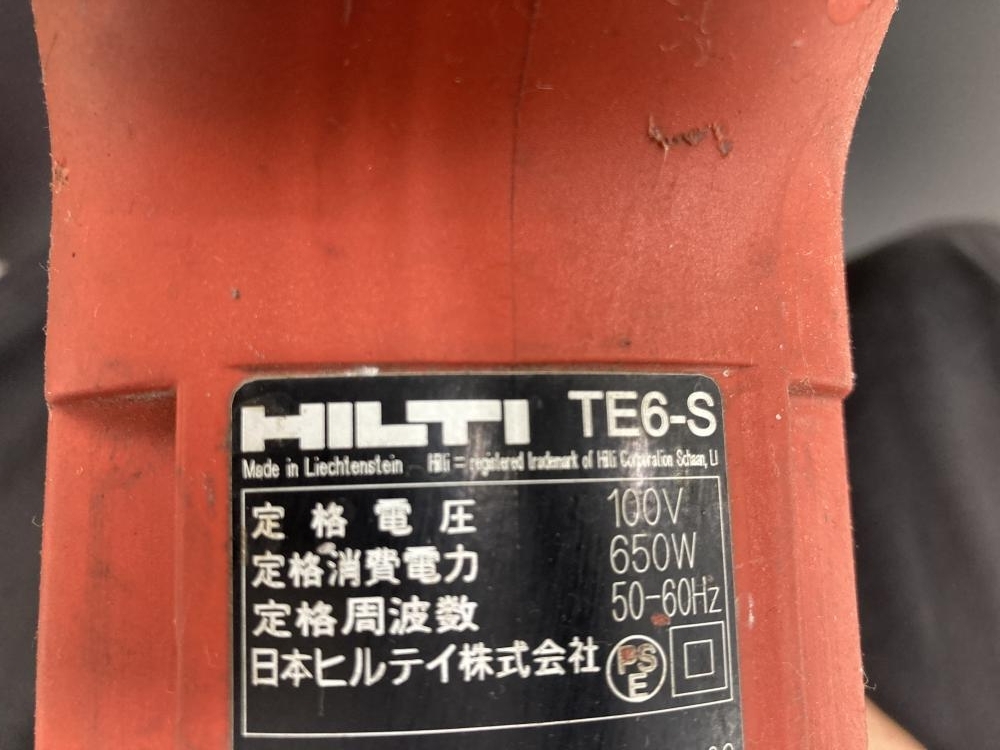 HILTI TE6-S
Made in Liechtenstein Hilti = registered trademark of Hilti Corporation Schaan, LI
定格電圧 100V
定格消費電力 650W
定格周波数 50-60Hz
日本ヒルテイ株式会社 PSE